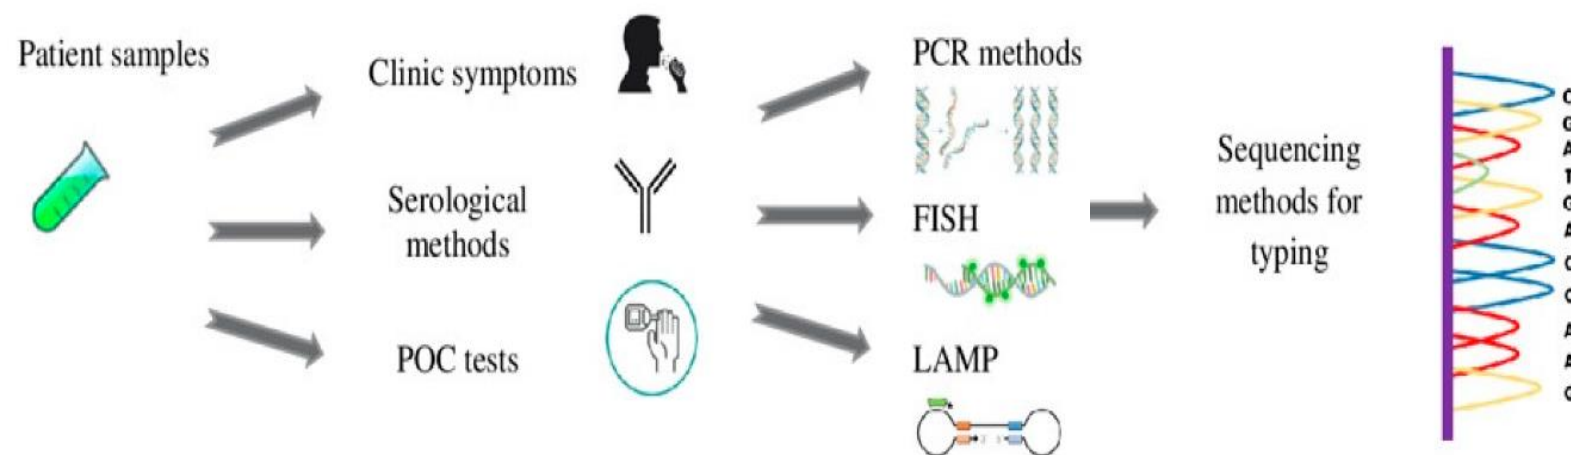 Patient samples
Clinic symptoms
Serological
methods
POC tests
PCR methods
FISH
LAMP
Sequencing
methods for
typing
A
A
A
A